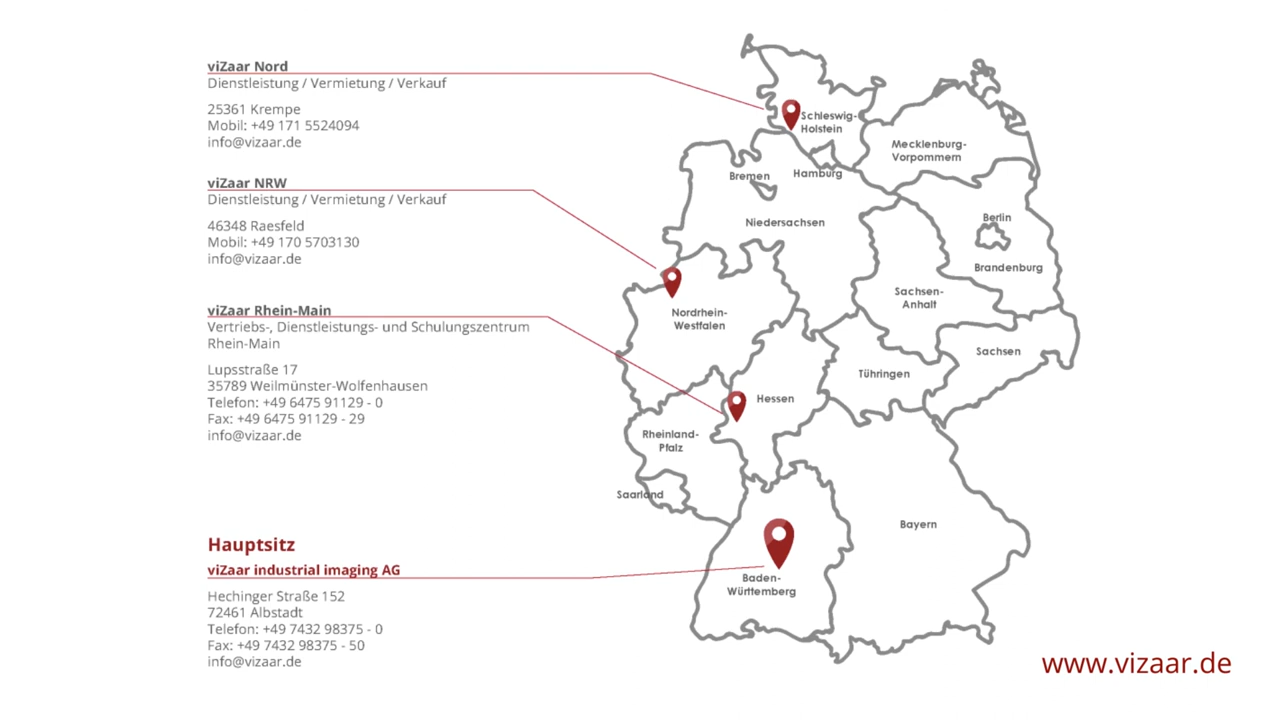 viZaar Nord
Dienstleistung / Vermietung / Verkauf
25361 Krempe
Mobil: +49 171 5524094
info@vizaar.de
viZaar NRW
Dienstleistung / Vermietung / Verkauf
46348 Raesfeld
Mobil: +49 170 5703130
info@vizaar.de
viZaar Rhein-Main
Vertriebs-, Dienstleistungs- und Schulungszentrum
Rhein-Main
Lupsstraße 17
35789 Weilmünster-Wolfenhausen
Telefon: +49 6475 91129 - 0
Fax: +49 6475 91129 - 29
info@vizaar.de
Hauptsitz
viZaar industrial imaging AG
Hechinger Straße 152
72461 Albstadt
Telefon: +49 7432 98375 - 0
Fax: +49 7432 98375 - 50
info@vizaar.de
Schleswig-
Holstein
Mecklenburg-
Vorpommern
Bremen
Hamburg
Niedersachsen
Berlin
Brandenburg
Sachsen-
Anhalt
Nordrhein-
Westfalen
Sachsen
Tühringen
Hessen
Rheinland-
Pfalz
Saarland
Bayern
Baden-
Württemberg
www.vizaar.de